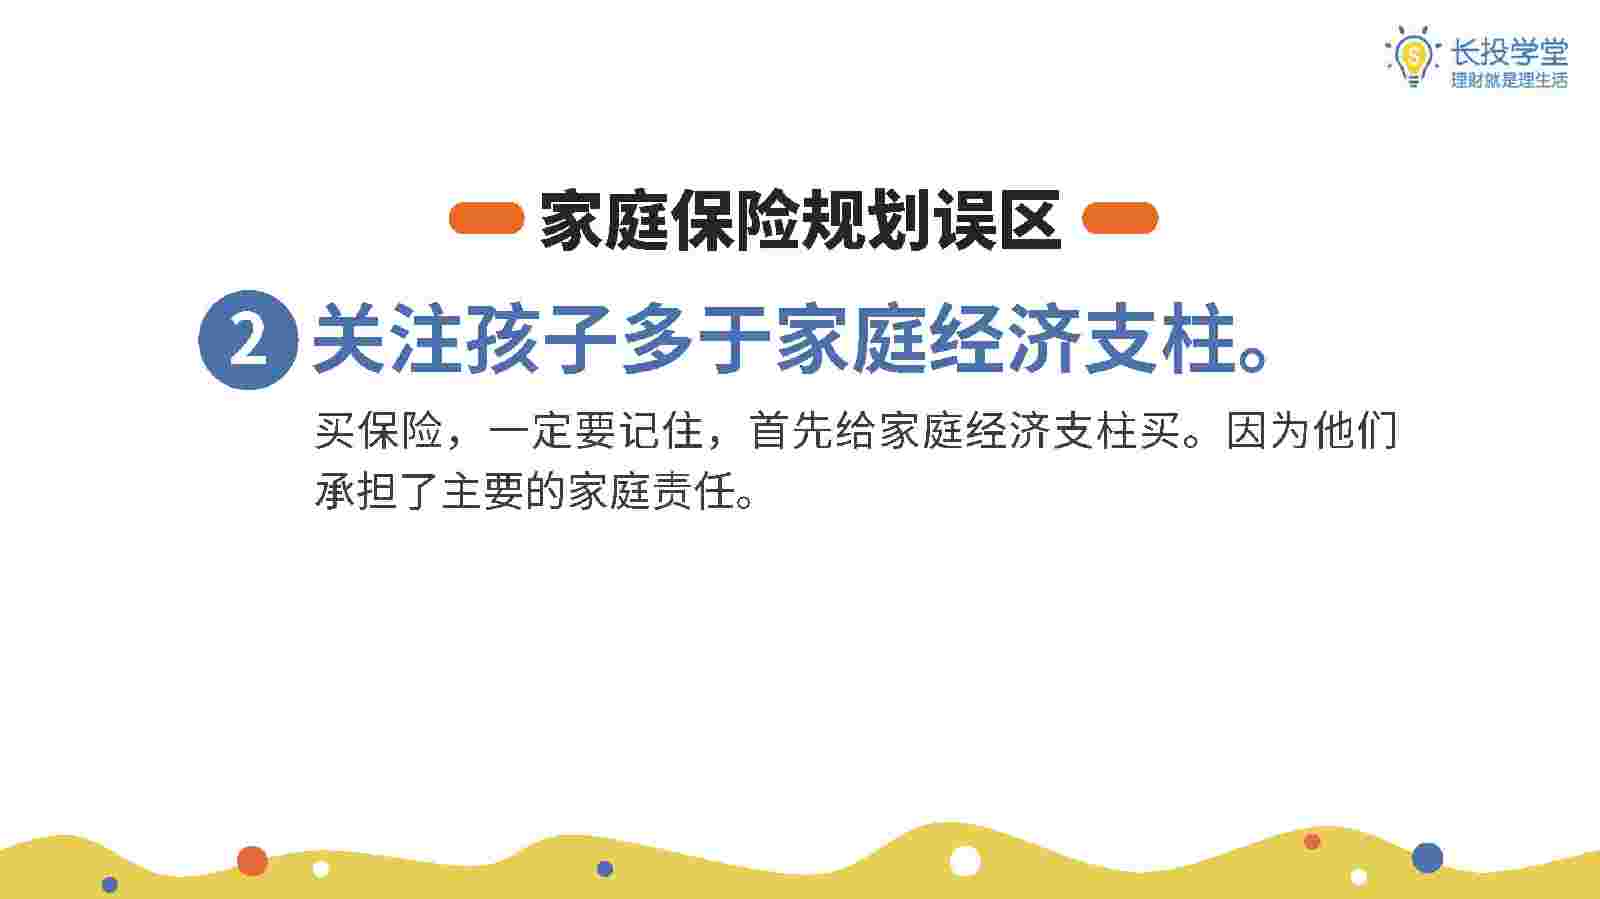 长投学堂
理财就是理生活
家庭保险规划误区
2 关注孩子多于家庭经济支柱。
买保险，一定要记住，首先给家庭经济支柱买。因为他们
承担了主要的家庭责任。